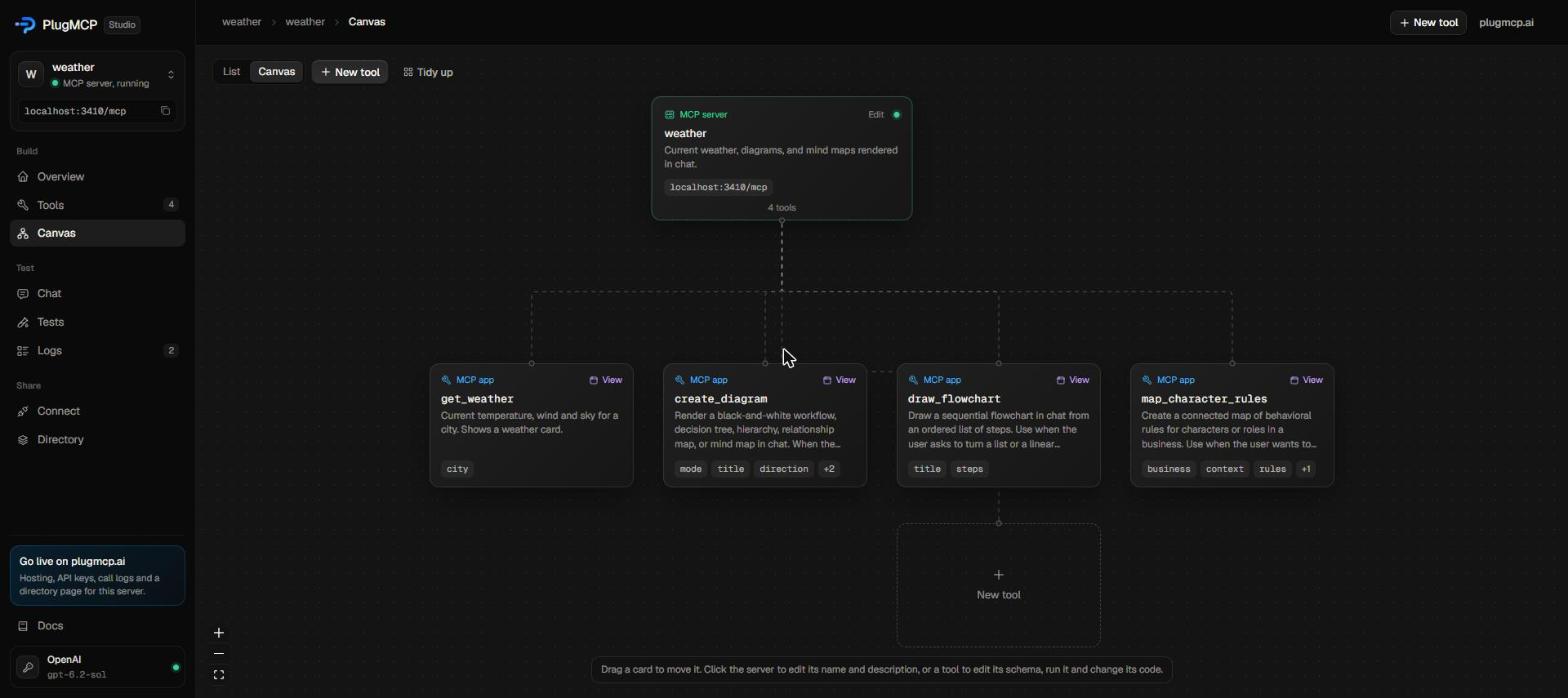 PlugMCP Studio
weather > weather > Canvas
+ New tool
plugmcp.ai
W
weather
MCP server, running
localhost:3410/mcp
Build
Overview
Tools 4
Canvas
Test
Chat
Tests
Logs 2
Share
Connect
Directory
Go live on plugmcp.ai
Hosting, API keys, call logs and a
directory page for this server.
Docs
OpenAI
gpt-6.2-sol
List
Canvas
+ New tool
Tidy up
MCP server
Edit
weather
Current weather, diagrams, and mind maps rendered
in chat.
localhost:3410/mcp
4 tools
MCP app View
get_weather
Current temperature, wind and sky for a
city. Shows a weather card.
city
MCP app View
create_diagram
Render a black-and-white workflow,
decision tree, hierarchy, relationship
map, or mind map in chat. When the...
mode title direction +2
MCP app View
draw_flowchart
Draw a sequential flowchart in chat from
an ordered list of steps. Use when the
user asks to turn a list or a linear...
title steps
MCP app View
map_character_rules
Create a connected map of behavioral
rules for characters or roles in a
business. Use when the user wants to...
business context rules +1
+
New tool
Drag a card to move it. Click the server to edit its name and description, or a tool to edit its schema, run it and change its code.